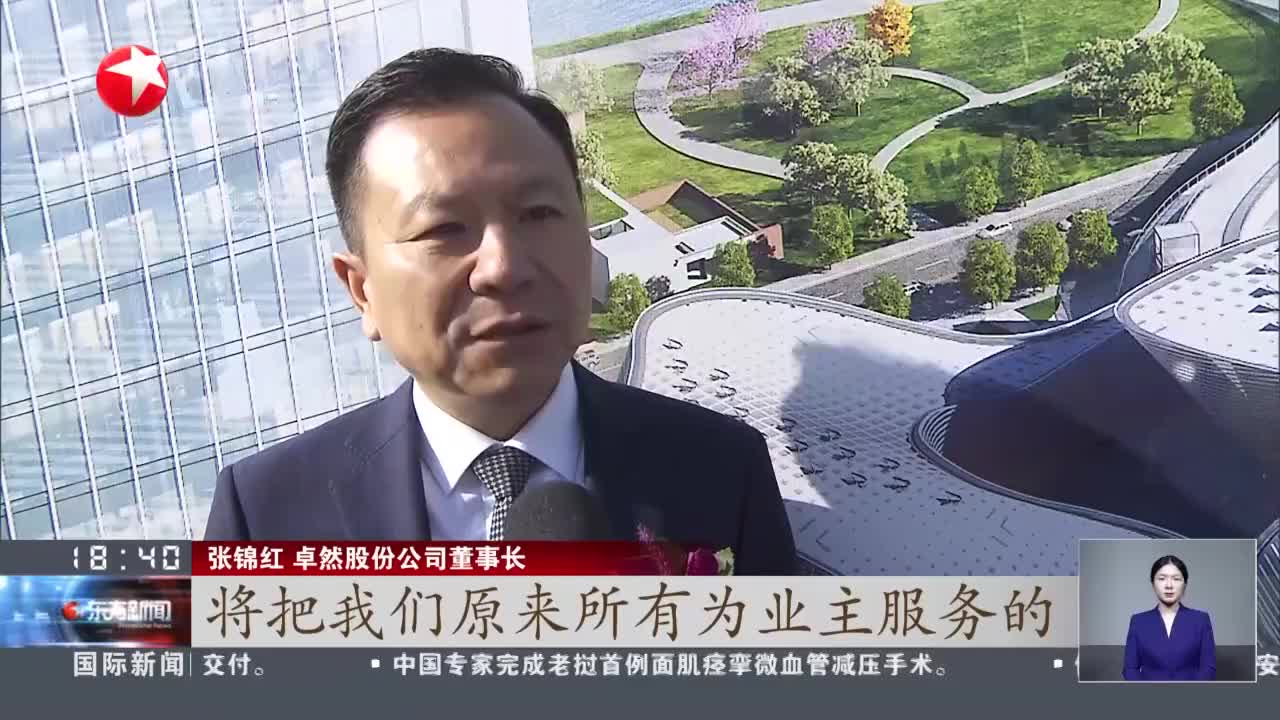 18:40
张锦红 卓然股份公司董事长
东方新闻
将把我们原来所有为业主服务的
国际新闻 交付。 ▪ 中国专家完成老挝首例面肌痉挛微血管减压手术。 ▪
安